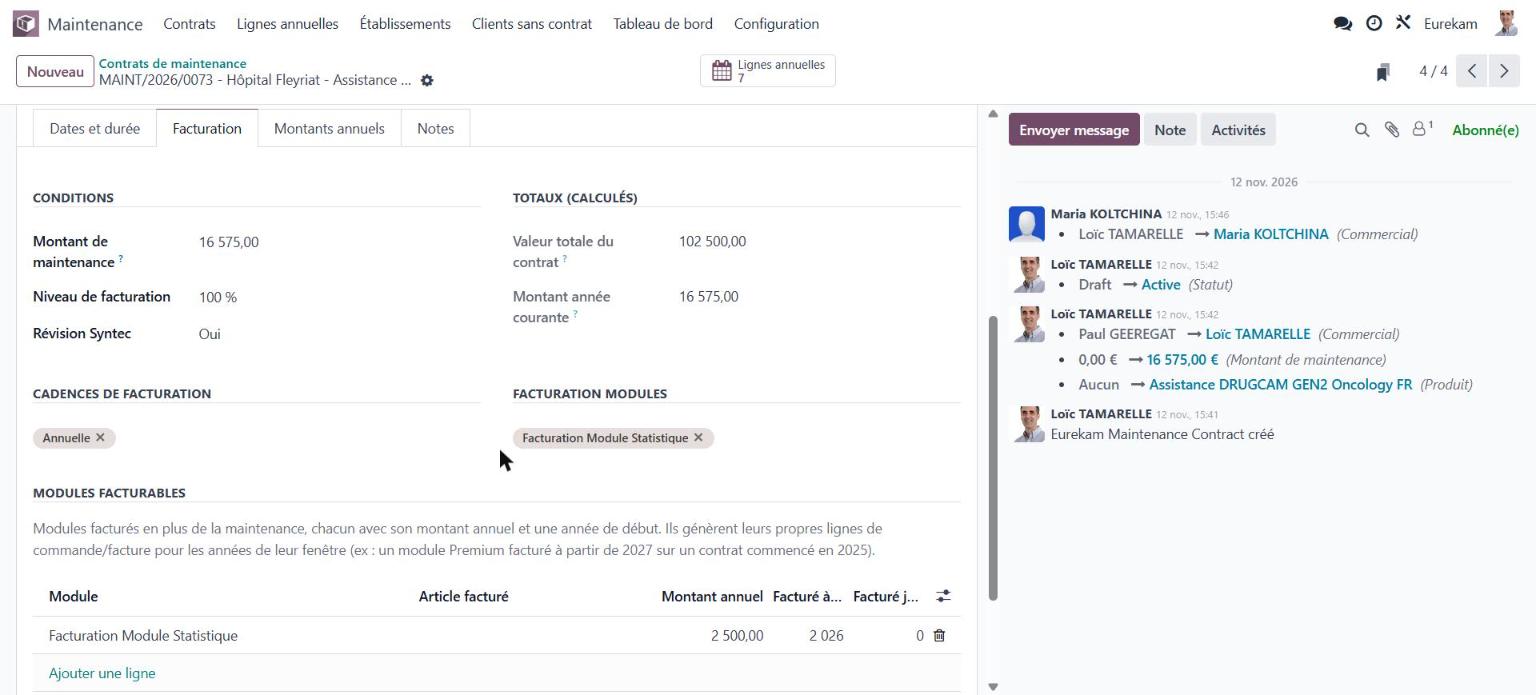 Maintenance Contrats Lignes annuelles Établissements Clients sans contrat Tableau de bord Configuration Eurekam
Nouveau
Contrats de maintenance
MAINT/2026/0073 - Hôpital Fleyriat - Assistance ...
Lignes annuelles
7
4 / 4
Dates et durée Facturation Montants annuels Notes
CONDITIONS
Montant de maintenance ? 16 575,00
Niveau de facturation 100 %
Révision Syntec Oui
TOTAUX (CALCULÉS)
Valeur totale du contrat ? 102 500,00
Montant année courante ? 16 575,00
CADENCES DE FACTURATION
Annuelle ✕
FACTURATION MODULES
Facturation Module Statistique ✕
MODULES FACTURABLES
Modules facturés en plus de la maintenance, chacun avec son montant annuel et une année de début. Ils génèrent leurs propres lignes de
commande/facture pour les années de leur fenêtre (ex : un module Premium facturé à partir de 2027 sur un contrat commencé en 2025).
Module Article facturé Montant annuel Facturé à... Facturé j...
Facturation Module Statistique 2 500,00 2 026 0
Ajouter une ligne
Envoyer message Note Activités 1 Abonné(e)
12 nov. 2026
Maria KOLTCHINA 12 nov., 15:46
• Loïc TAMARELLE → Maria KOLTCHINA (Commercial)
Loïc TAMARELLE 12 nov., 15:42
• Draft → Active (Statut)
Loïc TAMARELLE 12 nov., 15:42
• Paul GEEREGAT → Loïc TAMARELLE (Commercial)
• 0,00 € → 16 575,00 € (Montant de maintenance)
• Aucun → Assistance DRUGCAM GEN2 Oncology FR (Produit)
Loïc TAMARELLE 12 nov., 15:41
Eurekam Maintenance Contract créé